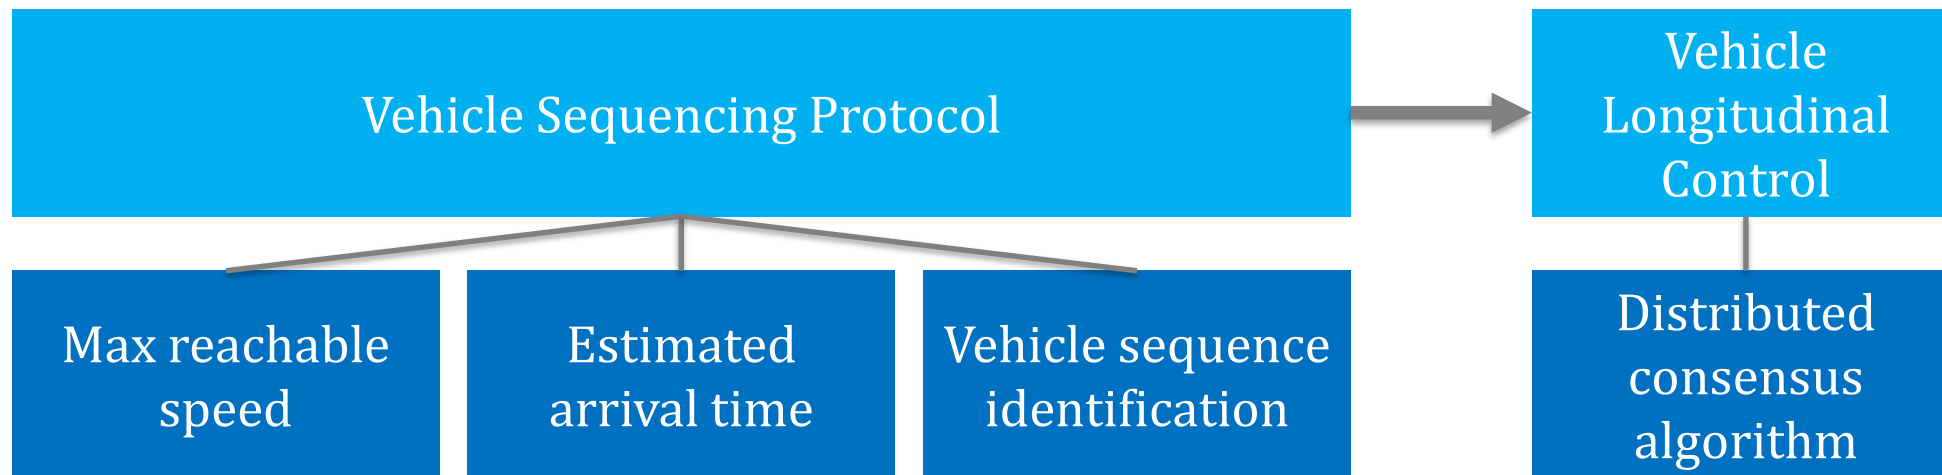 Vehicle Sequencing Protocol
Vehicle
Longitudinal
Control
Max reachable
speed
Estimated
arrival time
Vehicle sequence
identification
Distributed
consensus
algorithm